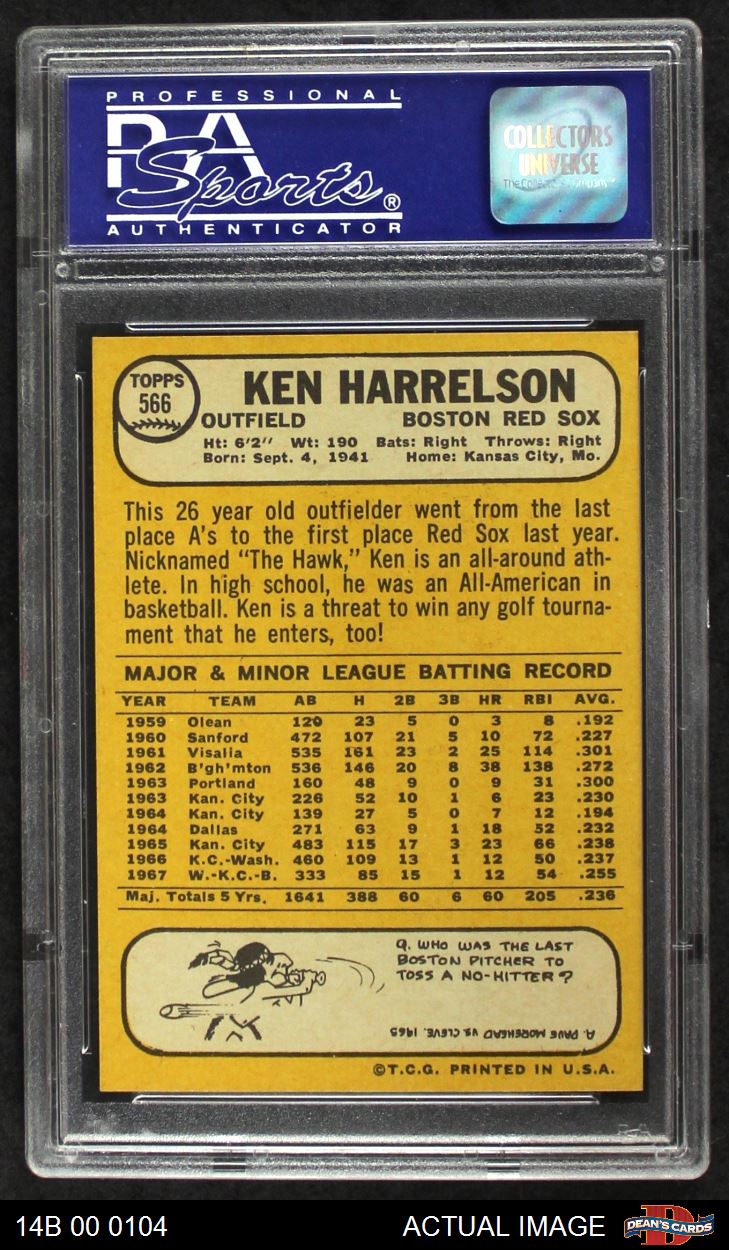 PROFESSIONAL
PSA
Sports®
AUTHENTICATOR
COLLECTORS
UNIVERSE
TOPPS
566
KEN HARRELSON
OUTFIELD BOSTON RED SOX
Ht: 6'2" Wt: 190 Bats: Right Throws: Right
Born: Sept. 4, 1941 Home: Kansas City, Mo.
This 26 year old outfielder went from the last
place A's to the first place Red Sox last year.
Nicknamed "The Hawk," Ken is an all-around ath-
lete. In high school, he was an All-American in
basketball. Ken is a threat to win any golf tourna-
ment that he enters, too!
MAJOR & MINOR LEAGUE BATTING RECORD
YEAR TEAM AB H 2B 3B HR RBI AVG.
1959 Olean 120 23 5 0 3 8 .192
1960 Sanford 472 107 21 5 10 72 .227
1961 Visalia 535 161 23 2 25 114 .301
1962 B'gh'mton 536 146 20 8 38 138 .272
1963 Portland 160 48 9 0 9 31 .300
1963 Kan. City 226 52 10 1 6 23 .230
1964 Kan. City 139 27 5 0 7 12 .194
1964 Dallas 271 63 9 1 18 52 .232
1965 Kan. City 483 115 17 3 23 66 .238
1966 K.C.-Wash. 460 109 13 1 12 50 .237
1967 W.-K.C.-B. 333 85 15 1 12 54 .255
Maj. Totals 5 Yrs. 1641 388 60 6 60 205 .236
Q. WHO WAS THE LAST
BOSTON PITCHER TO
TOSS A NO-HITTER?
A. DAVE MOREHEAD VS. CLEVE. 1965
©T.C.G. PRINTED IN U.S.A.
PSA
14B 00 0104 ACTUAL IMAGE DEAN'S CARDS